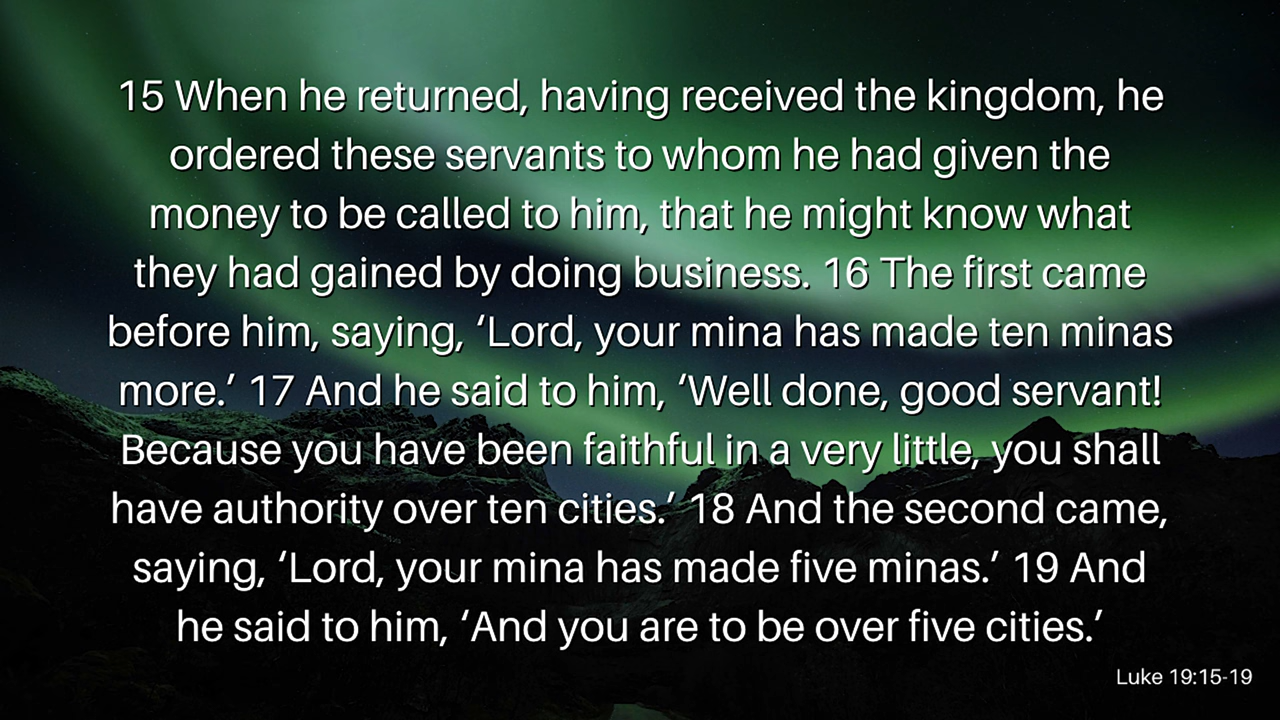 15 When he returned, having received the kingdom, he
ordered these servants to whom he had given the
money to be called to him, that he might know what
they had gained by doing business. 16 The first came
before him, saying, ‘Lord, your mina has made ten minas
more.’ 17 And he said to him, ‘Well done, good servant!
Because you have been faithful in a very little, you shall
have authority over ten cities.’ 18 And the second came,
saying, ‘Lord, your mina has made five minas.’ 19 And
he said to him, ‘And you are to be over five cities.’
Luke 19:15-19